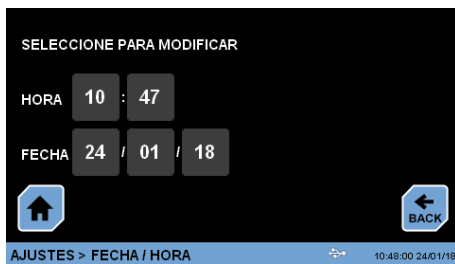 SELECCIONE PARA MODIFICAR
HORA 10 : 47
FECHA 24 / 01 / 18
BACK
AJUSTES > FECHA / HORA 10:48:00 24/01/18